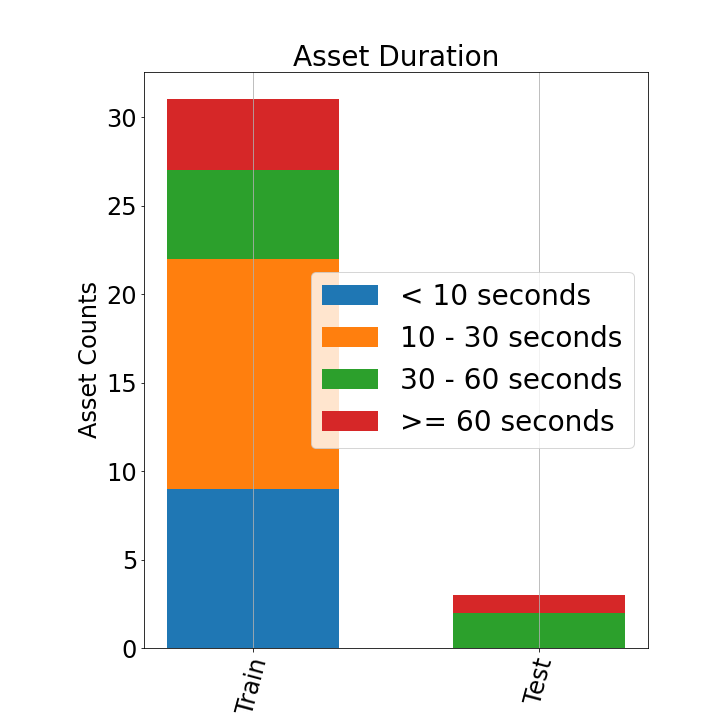 Asset Duration
Asset Counts
30
25
20
15
10
5
0
< 10 seconds
10 - 30 seconds
30 - 60 seconds
>= 60 seconds
Train
Test